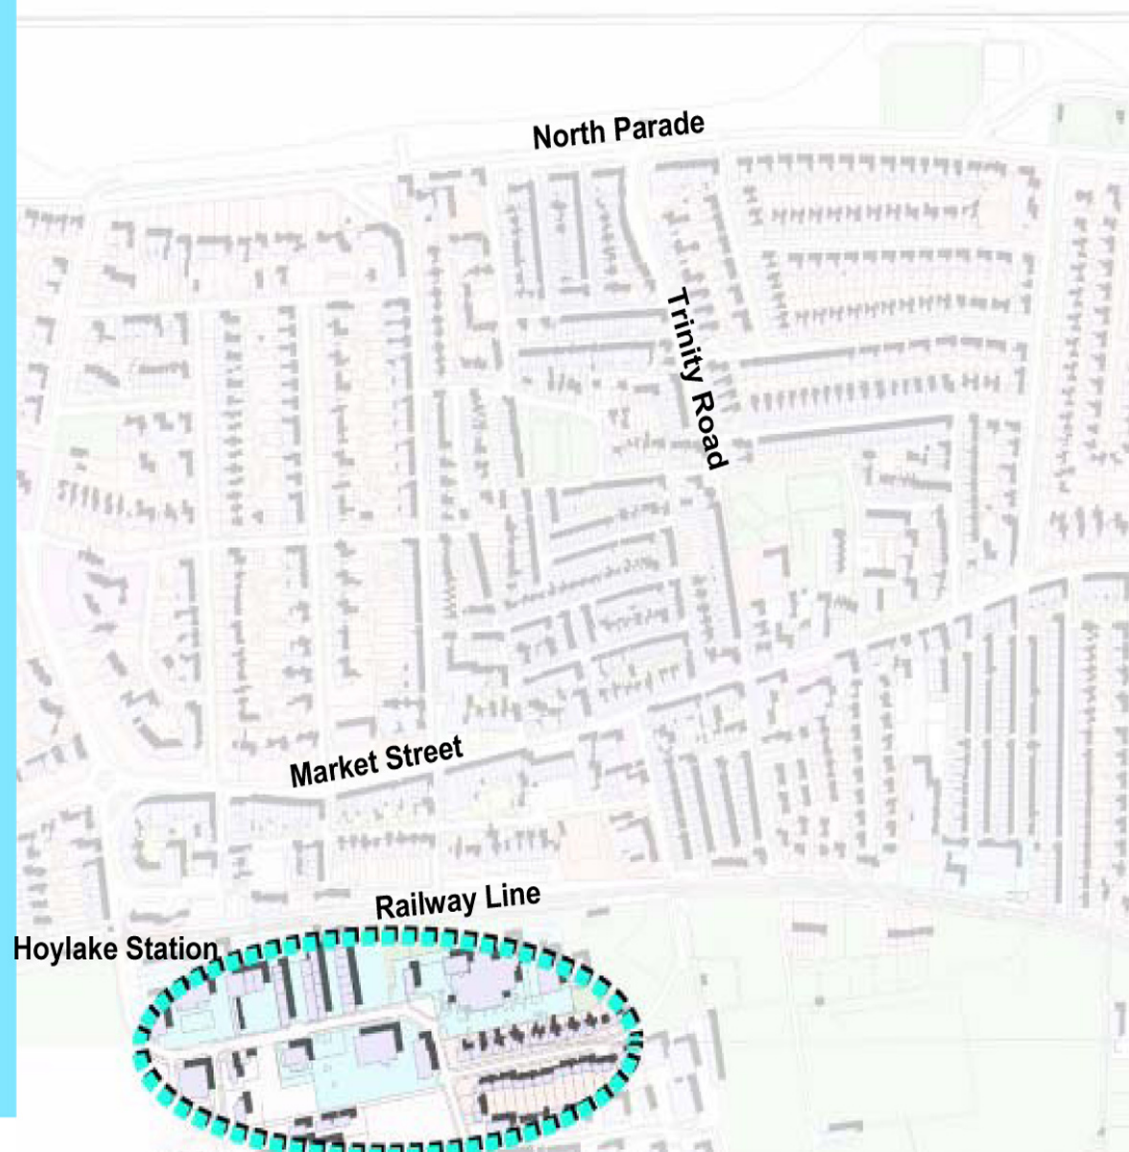 North Parade
Trinity Road
Market Street
Railway Line
Hoylake Station